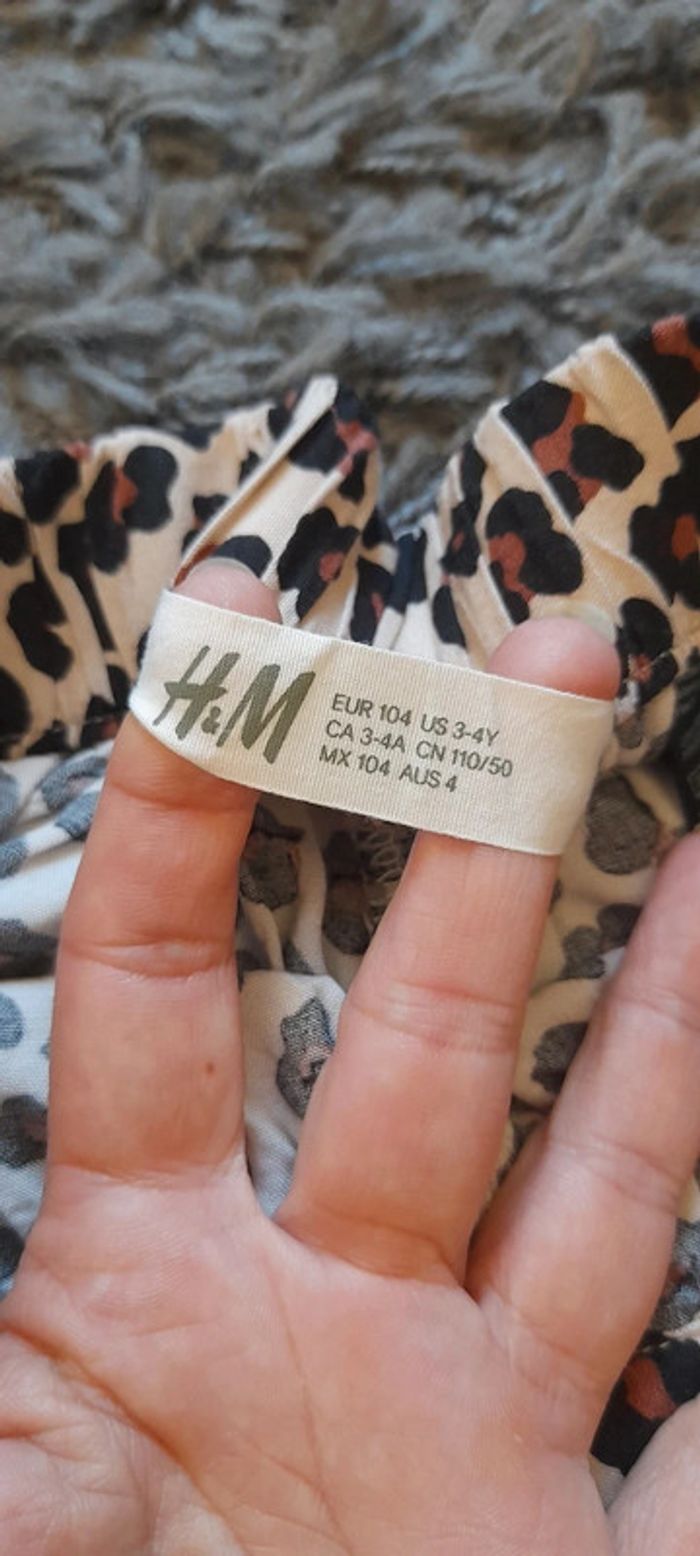 H&M
EUR 104 US 3-4Y
CA 3-4A CN 110/50
MX 104 AUS 4